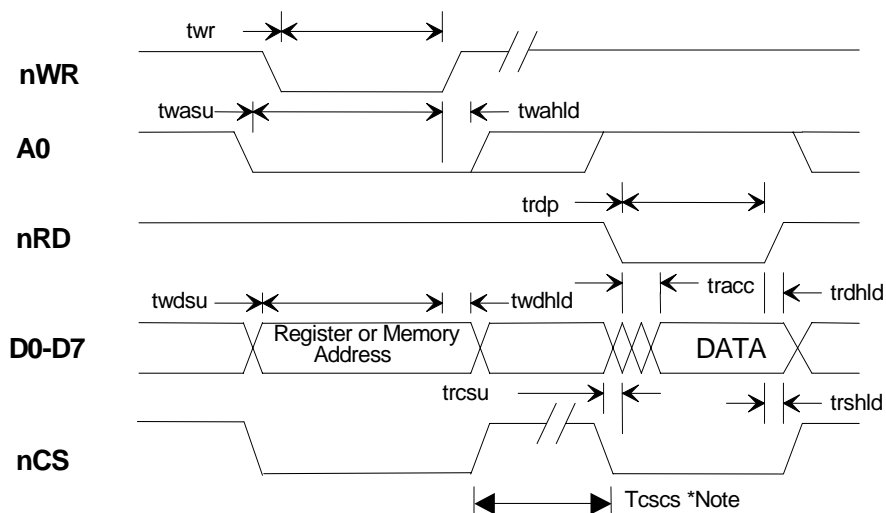 twr
nWR
twasu
twahld
A0
trdp
nRD
twdsu
twdhld
tracc
trdhld
D0-D7
Register or Memory
Address
DATA
trcsu
trshld
nCS
Tcscs *Note